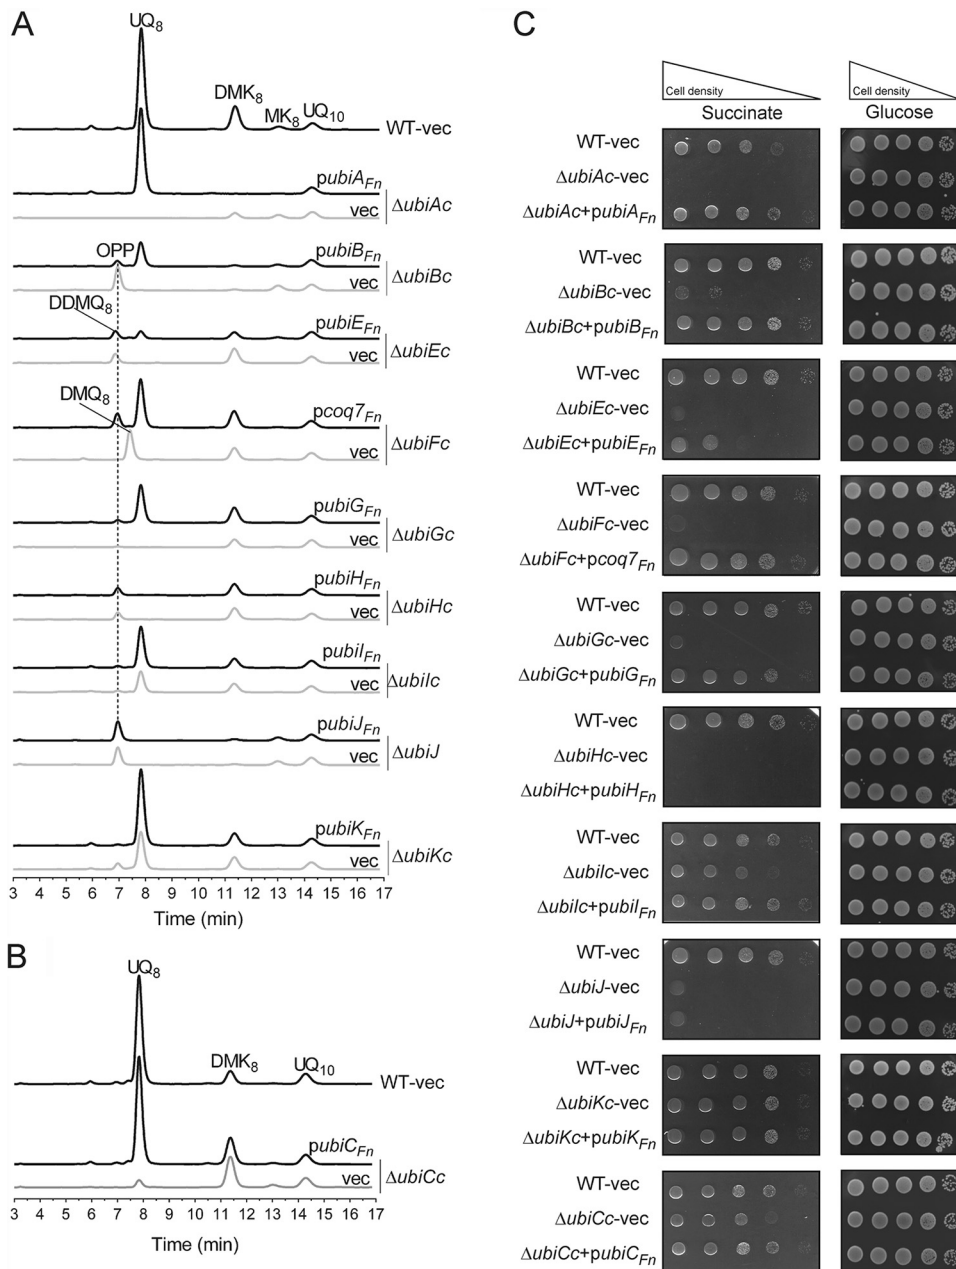 A
UQ8
DMK8
MK8
UQ10
WT-vec
pubiAFn
vec
ΔubiAc
OPP
pubiBFn
vec
ΔubiBc
DDMQ8
pubiEFn
vec
ΔubiEc
DMQ8
pcoq7Fn
vec
ΔubiFc
pubiGFn
vec
ΔubiGc
pubiHFn
vec
ΔubiHc
pubiIFn
vec
ΔubiIc
pubiJFn
vec
ΔubiJ
pubiKFn
vec
ΔubiKc
3 4 5 6 7 8 9 10 11 12 13 14 15 16 17
Time (min)
B
UQ8
DMK8
UQ10
WT-vec
pubiCFn
vec
ΔubiCc
3 4 5 6 7 8 9 10 11 12 13 14 15 16 17
Time (min)
C
Cell density
Cell density
Succinate
Glucose
WT-vec
ΔubiAc-vec
ΔubiAc+pubiAFn
WT-vec
ΔubiBc-vec
ΔubiBc+pubiBFn
WT-vec
ΔubiEc-vec
ΔubiEc+pubiEFn
WT-vec
ΔubiFc-vec
ΔubiFc+pcoq7Fn
WT-vec
ΔubiGc-vec
ΔubiGc+pubiGFn
WT-vec
ΔubiHc-vec
ΔubiHc+pubiHFn
WT-vec
ΔubiIc-vec
ΔubiIc+pubiIFn
WT-vec
ΔubiJ-vec
ΔubiJ+pubiJFn
WT-vec
ΔubiKc-vec
ΔubiKc+pubiKFn
WT-vec
ΔubiCc-vec
ΔubiCc+pubiCFn